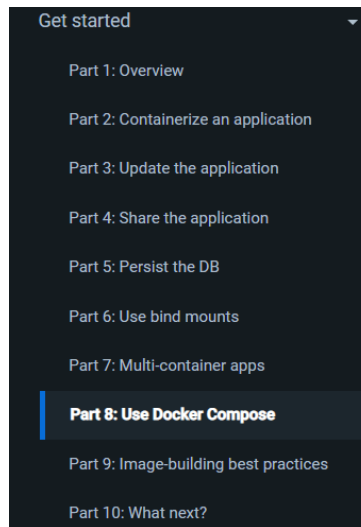 Get started
Part 1: Overview
Part 2: Containerize an application
Part 3: Update the application
Part 4: Share the application
Part 5: Persist the DB
Part 6: Use bind mounts
Part 7: Multi-container apps
Part 8: Use Docker Compose
Part 9: Image-building best practices
Part 10: What next?